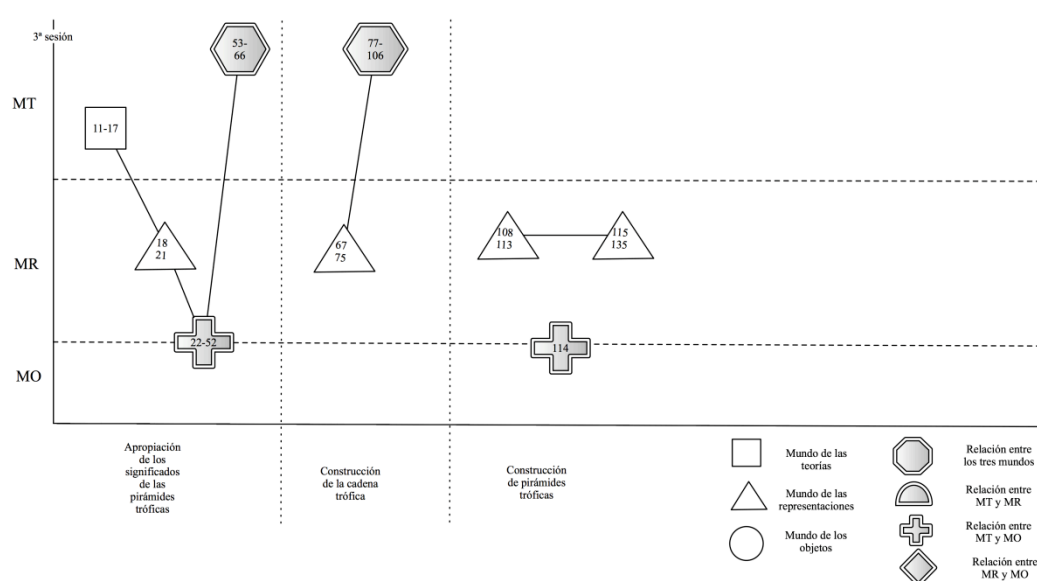 3ª sesión
MT
MR
MO
11-17
18
21
22-52
53-
66
67
75
77-
106
108
113
115
135
114
Apropiación
de los
significados
de las
pirámides
tróficas
Construcción
de la cadena
trófica
Construcción
de pirámides
tróficas
Mundo de las
teorías
Mundo de las
representaciones
Mundo de los
objetos
Relación entre
los tres mundos
Relación entre
MT y MR
Relación entre
MT y MO
Relación entre
MR y MO